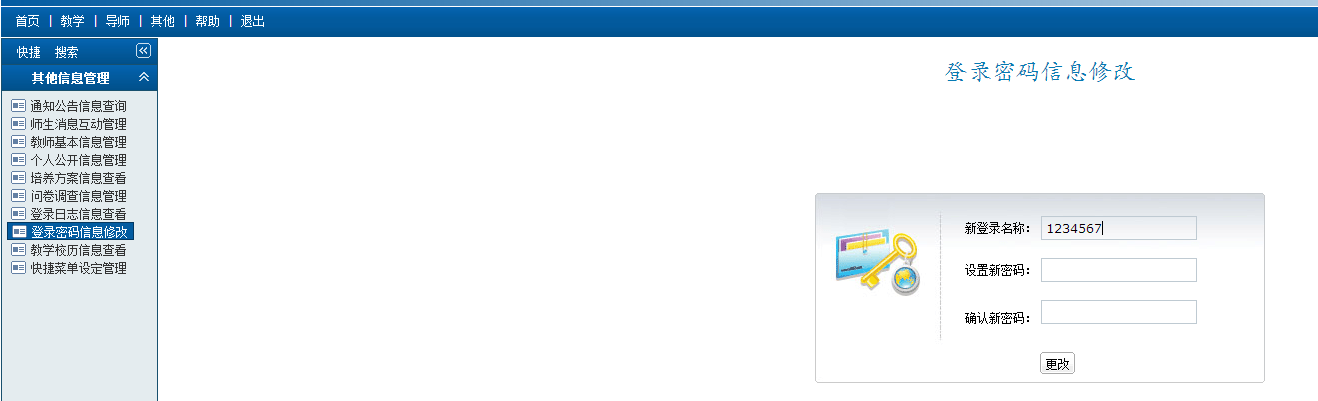 首页 | 教学 | 导师 | 其他 | 帮助 | 退出
快捷 搜索
其他信息管理
通知公告信息查询
师生消息互动管理
教师基本信息管理
个人公开信息管理
培养方案信息查看
问卷调查信息管理
登录日志信息查看
登录密码信息修改
教学校历信息查看
快捷菜单设定管理
登录密码信息修改
新登录名称： 1234567
设置新密码：
确认新密码：
更改